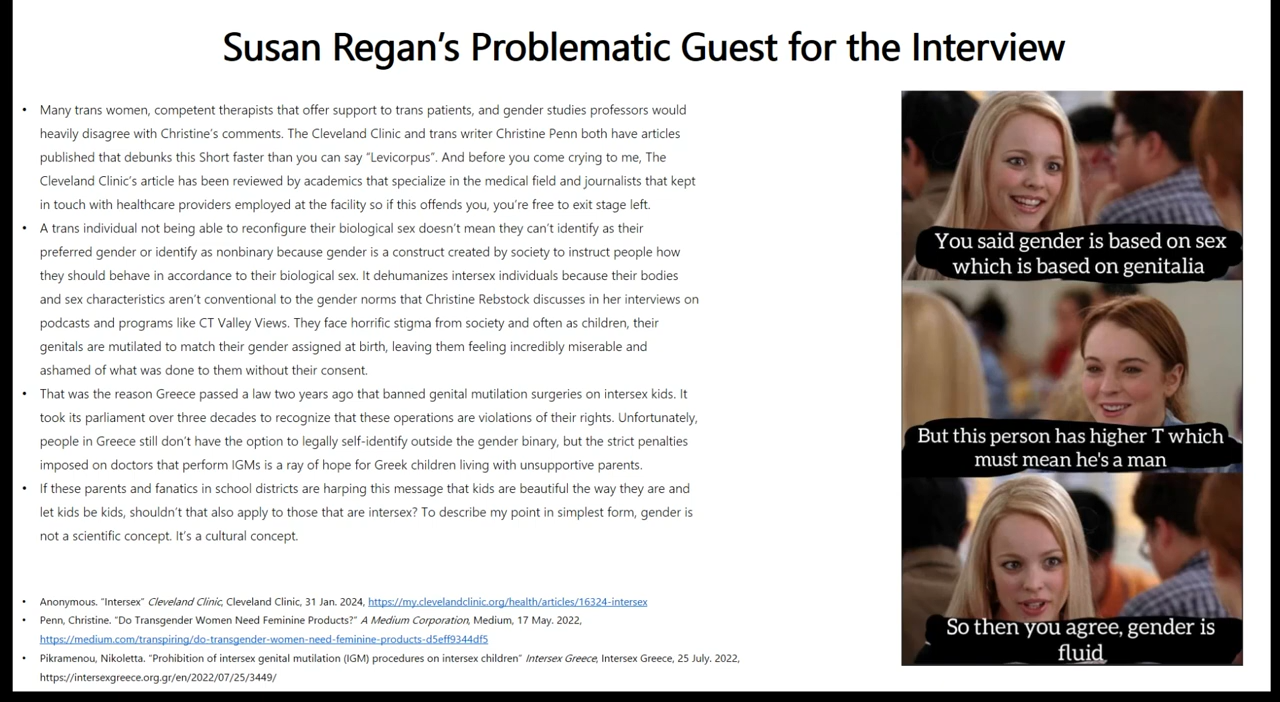 Susan Regan's Problematic Guest for the Interview
• Many trans women, competent therapists that offer support to trans patients, and gender studies professors would
heavily disagree with Christine's comments. The Cleveland Clinic and trans writer Christine Penn both have articles
published that debunks this Short faster than you can say "Levicorpus". And before you come crying to me, The
Cleveland Clinic's article has been reviewed by academics that specialize in the medical field and journalists that kept
in touch with healthcare providers employed at the facility so if this offends you, you're free to exit stage left.
• A trans individual not being able to reconfigure their biological sex doesn't mean they can't identify as their
preferred gender or identify as nonbinary because gender is a construct created by society to instruct people how
they should behave in accordance to their biological sex. It dehumanizes intersex individuals because their bodies
and sex characteristics aren't conventional to the gender norms that Christine Rebstock discusses in her interviews on
podcasts and programs like CT Valley Views. They face horrific stigma from society and often as children, their
genitals are mutilated to match their gender assigned at birth, leaving them feeling incredibly miserable and
ashamed of what was done to them without their consent.
• That was the reason Greece passed a law two years ago that banned genital mutilation surgeries on intersex kids. It
took its parliament over three decades to recognize that these operations are violations of their rights. Unfortunately,
people in Greece still don't have the option to legally self-identify outside the gender binary, but the strict penalties
imposed on doctors that perform IGMs is a ray of hope for Greek children living with unsupportive parents.
• If these parents and fanatics in school districts are harping this message that kids are beautiful the way they are and
let kids be kids, shouldn't that also apply to those that are intersex? To describe my point in simplest form, gender is
not a scientific concept. It's a cultural concept.
• Anonymous. "Intersex" Cleveland Clinic, Cleveland Clinic, 31 Jan. 2024, https://my.clevelandclinic.org/health/articles/16324-intersex
• Penn, Christine. "Do Transgender Women Need Feminine Products?" A Medium Corporation, Medium, 17 May. 2022,
https://medium.com/transpiring/do-transgender-women-need-feminine-products-d5eff9344df5
• Pikramenou, Nikoletta. "Prohibition of intersex genital mutilation (IGM) procedures on intersex children" Intersex Greece, Intersex Greece, 25 July. 2022,
https://intersexgreece.org.gr/en/2022/07/25/3449/
You said gender is based on sex
which is based on genitalia
But this person has higher T which
must mean he's a man
So then you agree, gender is
fluid